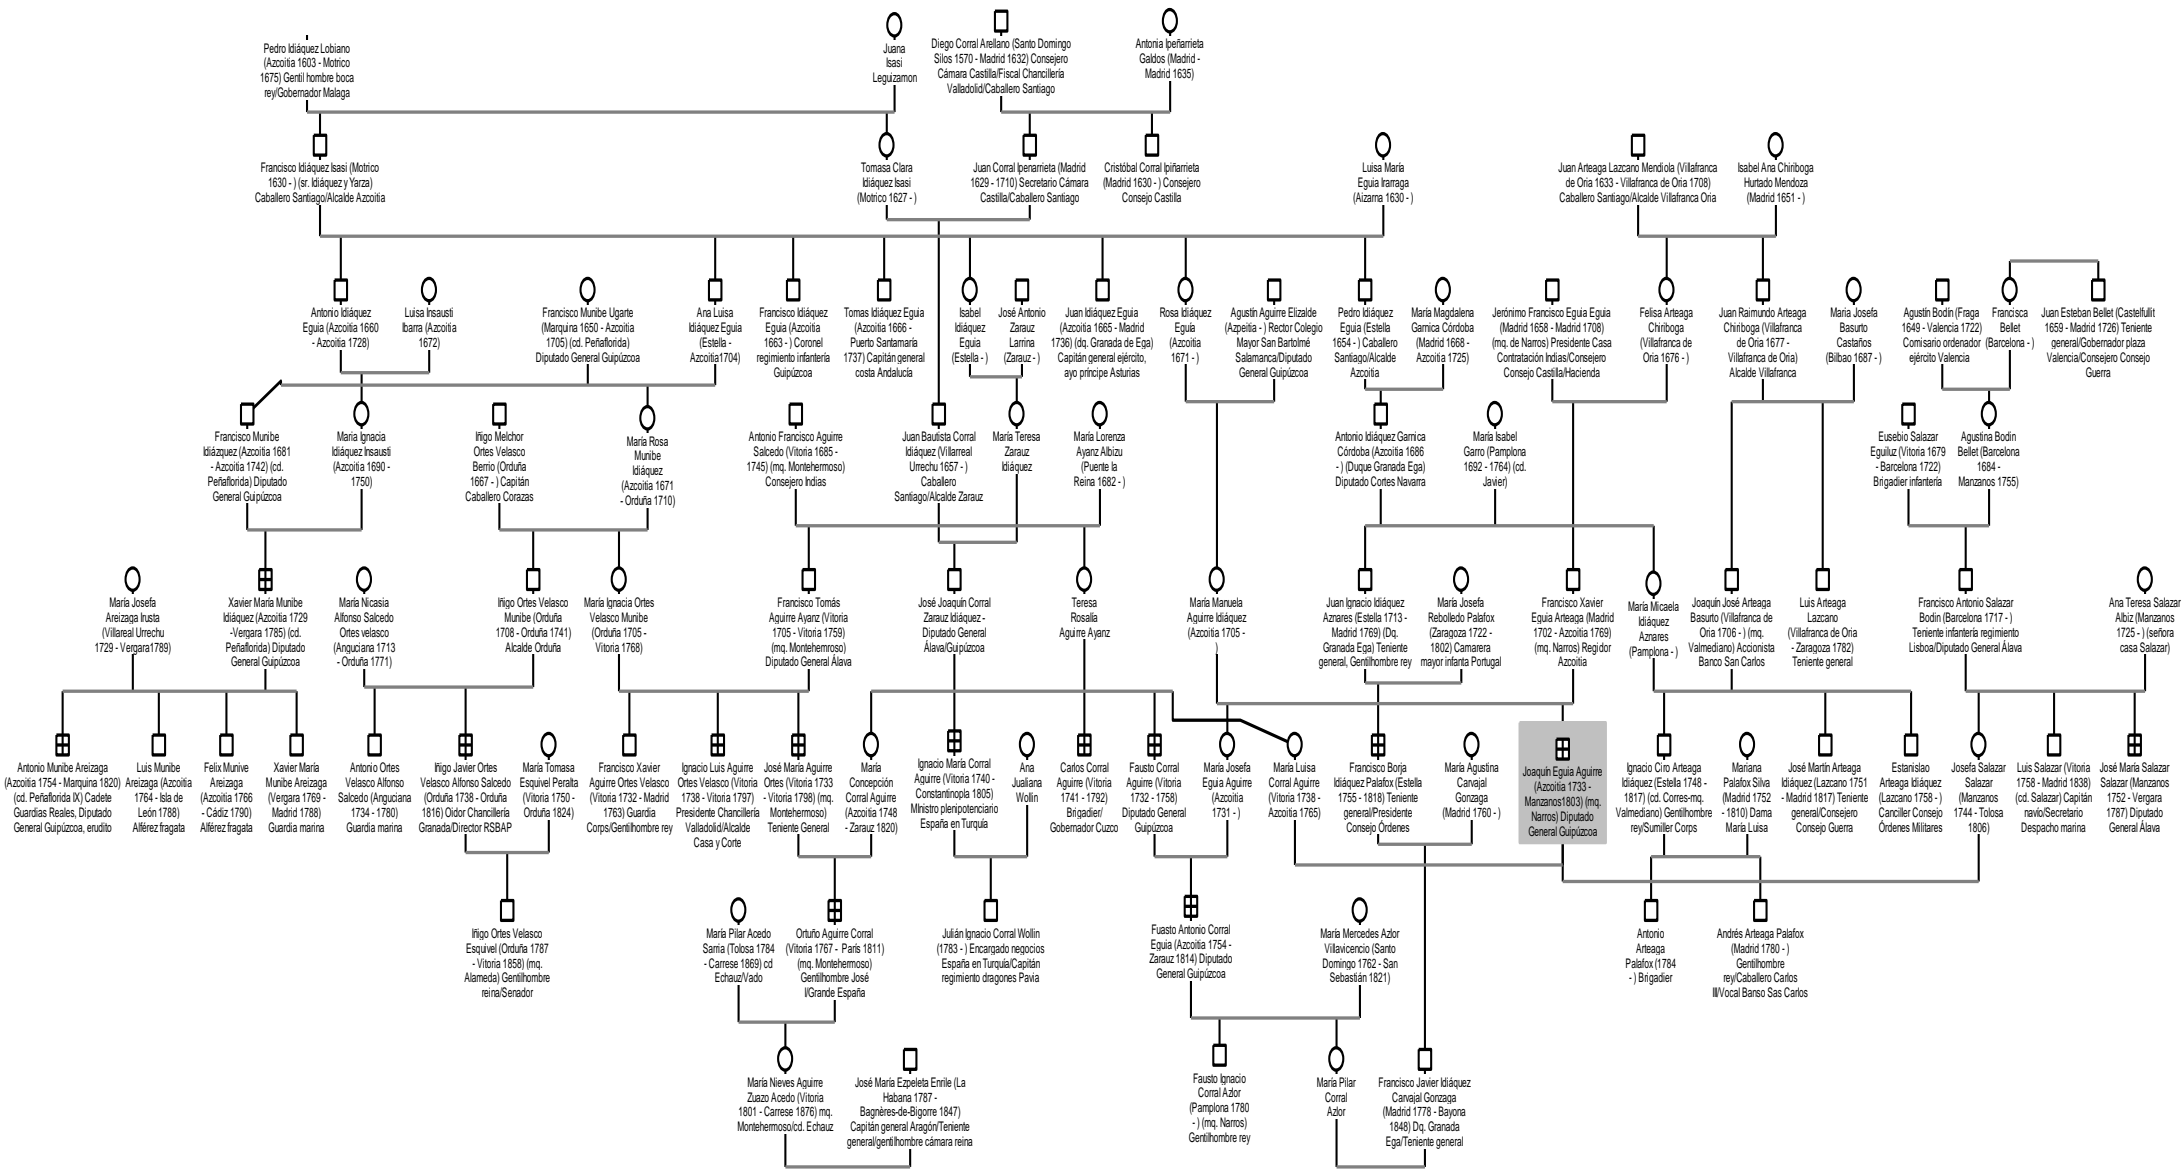 Pedro Idiáquez Lobiano
(Azcoitia 1603 - Motrico
1675) Gentil hombre boca
rey/Gobernador Malaga
Juana
Isasi
Leguizamon
Diego Corral Arellano (Santo Domingo
Silos 1570 - Madrid 1632) Consejero
Cámara Castilla/Fiscal Chancillería
Valladolid/Caballero Santiago
Antonia Ipeñarrieta
Galdos (Madrid -
Madrid 1635)
Francisco Idiáquez Isasi (Motrico
1630 - ) (sr. Idiáquez y Yarza)
Caballero Santiago/Alcalde Azcoitia
Tomasa Clara
Idiáquez Isasi
(Motrico 1627 - )
Juan Corral Ipenarrieta (Madrid
1629 - 1710) Secretario Cámara
Castilla/Caballero Santiago
Cristóbal Corral Ipiñarrieta
(Madrid 1630 - ) Consejero
Consejo Castilla
Luisa María
Eguia Irarraga
(Aizarna 1630 - )
Juan Arteaga Lazcano Mendiola (Villafranca
de Oria 1633 - Villafranca de Oria 1708)
Caballero Santiago/Alcalde Villafranca Oria
Isabel Ana Chiriboga
Hurtado Mendoza
(Madrid 1651 - )
Antonio Idiáquez
Eguia (Azcoitia 1660
- Azcoitia 1728)
Luisa Insausti
Ibarra (Azcoitia
1672)
Francisco Munibe Ugarte
(Marquina 1650 - Azcoitia
1705) (cd. Peñaflorida)
Diputado General Guipúzcoa
Ana Luisa
Idiáquez Eguia
(Estella -
Azcoitia1704)
Francisco Idiáquez
Eguia (Azcoitia
1663 - ) Coronel
regimiento infantería
Guipúzcoa
Tomas Idiáquez Eguia
(Azcoitia 1666 -
Puerto Santamaría
1737) Capitán general
costa Andalucía
Isabel
Idiáquez
Eguia
(Estella - )
José Antonio
Zarauz
Larrina
(Zarauz - )
Juan Idiáquez Eguia
(Azcoitia 1665 - Madrid
1736) (dq. Granada de Ega)
Capitán general ejército,
ayo príncipe Asturias
Rosa Idiáquez
Eguía
(Azcoitia
1671 - )
Agustín Aguirre Elizalde
(Azpeitia - ) Rector Colegio
Mayor San Bartolmé
Salamanca/Diputado
General Guipúzcoa
Pedro Idiáquez
Eguia (Estella
1654 - ) Caballero
Santiago/Alcalde
Azcoitia
María Magdalena
Garnica Córdoba
(Madrid 1668 -
Azcoitia 1725)
Jerónimo Francisco Eguia Eguia
(Madrid 1658 - Madrid 1708)
(mq. de Narros) Presidente Casa
Contratación Indias/Consejero
Consejo Castilla/Hacienda
Felisa Arteaga
Chiriboga
(Villafranca de
Oria 1676 - )
Juan Raimundo Arteaga
Chiriboga (Villafranca
de Oria 1677 -
Villafranca de Oria)
Alcalde Villafranca
Maria Josefa
Basurto
Castaños
(Bilbao 1687 - )
Agustín Bodín (Fraga
1649 - Valencia 1722)
Comisario ordenador
ejército Valencia
Francisca
Bellet
(Barcelona - )
Juan Esteban Bellet (Castelfullit
1659 - Madrid 1726) Teniente
general/Gobernador plaza
Valencia/Consejero Consejo
Guerra
Francisco Munibe
Idiázquez (Azcoitia 1681
- Azcoitia 1742) (cd.
Peñaflorida) Diputado
General Guipúzcoa
Maria Ignacia
Idiáquez Insausti
(Azcoitia 1690 -
1750)
Iñigo Melchor
Ortes Velasco
Berrio (Orduña
1667 - ) Capitán
Caballero Corazas
María Rosa
Munibe
Idiáquez
(Azcoitia 1671
- Orduña 1710)
Antonio Francisco Aguirre
Salcedo (Vitoria 1685 -
1745) (mq. Montehermoso)
Consejero Indias
Juan Bautista Corral
Idiáquez (Villarreal
Urrechu 1657 - )
Caballero
Santiago/Alcalde Zarauz
María Teresa
Zarauz
Idiáquez
María Lorenza
Ayanz Albizu
(Puente la
Reina 1682 - )
Antonio Idiáquez Garnica
Córdoba (Azcoitia 1686
- ) (Duque Granada Ega)
Diputado Cortes Navarra
María Isabel
Garro (Pamplona
1692 - 1764) (cd.
Javier)
Eusebio Salazar
Eguiluz (Vitoria 1679
- Barcelona 1722)
Brigadier infantería
Agustina Bodin
Bellet (Barcelona
1684 -
Manzanos 1755)
María Josefa
Areizaga Irusta
(Villareal Urrechu
1729 - Vergara1789)
Xavier María Munibe
Idiáquez (Azcoitia 1729
-Vergara 1785) (cd.
Peñaflorida) Diputado
General Guipúzcoa
María Nicasia
Alfonso Salcedo
Ortes velasco
(Anguciana 1713
- Orduña 1771)
Iñigo Ortes Velasco
Munibe (Orduña
1708 - Orduña 1741)
Alcalde Orduña
María Ignacia Ortes
Velasco Munibe
(Orduña 1705 -
Vitoria 1768)
Francisco Tomás
Aguirre Ayanz (Vitoria
1705 - Vitoria 1759)
(mq. Montehermoso)
Diputado General Álava
José Joaquín Corral
Zarauz Idiáquez -
Diputado General
Álava/Guipúzcoa
Teresa
Rosalía
Aguirre Ayanz
María Manuela
Aguirre Idiáquez
(Azcoitia 1705 -
)
Juan Ignacio Idiáquez
Aznares (Estella 1713 -
Madrid 1769) (Dq.
Granada Ega) Teniente
general, Gentilhombre rey
María Josefa
Rebolledo Palafox
(Zaragoza 1722 -
1802) Camarera
mayor infanta Portugal
Francisco Xavier
Eguia Arteaga (Madrid
1702 - Azcoitia 1769)
(mq. Narros) Regidor
Azcoitia
María Micaela
Idiáquez
Aznares
(Pamplona - )
Joaquín José Arteaga
Basurto (Villafranca de
Oria 1706 - ) (mq.
Valmediano) Accionista
Banco San Carlos
Luis Arteaga
Lazcano
(Villafranca de Oria
- Zaragoza 1782)
Teniente general
Francisco Antonio Salazar
Bodin (Barcelona 1717 - )
Teniente infantería regimiento
Lisboa/Diputado General Álava
Ana Teresa Salazar
Albiz (Manzanos
1725 - ) (señora
casa Salazar)
Antonio Munibe Areizaga
(Azcoitia 1754 - Marquina 1820)
(cd. Peñaflorida IX) Cadete
Guardias Reales, Diputado
General Guipúzcoa, erudito
Luis Munibe
Areizaga (Azcoitia
1764 - Isla de
León 1788)
Alférez fragata
Felix Munive
Areizaga
(Azcoitia 1766
- Cádiz 1790)
Alférez fragata
Xavier María
Munibe Areizaga
(Vergara 1769 -
Madrid 1788)
Guardia marina
Antonio Ortes
Velasco Alfonso
Salcedo (Anguciana
1734 - 1780)
Guardia marina
Iñigo Javier Ortes
Velasco Alfonso Salcedo
(Orduña 1738 - Orduña
1816) Oidor Chancillería
Granada/Director RSBAP
María Tomasa
Esquivel Peralta
(Vitoria 1750 -
Orduña 1824)
Francisco Xavier
Aguirre Ortes Velasco
(Vitoria 1732 - Madrid
1763) Guardia
Corps/Gentilhombre rey
Ignacio Luis Aguirre
Ortes Velasco (Vitoria
1738 - Vitoria 1797)
Presidente Chancillería
Valladolid/Alcalde
Casa y Corte
José María Aguirre
Ortes Velasco (Vitoria 1733
- Vitoria 1798) (mq.
Montehermoso)
Teniente General
María
Concepción
Corral Aguirre
(Azcoitia 1748
- Zarauz 1820)
Ignacio María Corral
Aguirre (Vitoria 1740 -
Constantinopla 1805)
MInistro plenipotenciario
España en Turquía
Ana
Jualiana
Wollin
Carlos Corral
Aguirre (Vitoria
1741 - 1792)
Brigadier/
Gobernador Cuzco
Fausto Corral
Aguirre (Vitoria
1732 - 1758)
Diputado General
Guipúzcoa
María Josefa
Eguia Aguirre
(Azcoitia
1731 - )
María Luisa
Corral Aguirre
(Vitoria 1738 -
Azcoitia 1765)
Francisco Borja
Idiáquez Palafox (Estella
1755 - 1818) Teniente
general/Presidente
Consejo Órdenes
María Agustina
Carvajal
Gonzaga
(Madrid 1760 - )
Joaquín Eguia Aguirre
(Azcoitia 1733 -
Manzanos1803) (mq.
Narros) Diputado
General Guipúzcoa
Ignacio Ciro Arteaga
Idiáquez (Estella 1748 -
1817) (cd. Corres-mq.
Valmediano) Gentilhombre
rey/Sumiller Corps
Mariana
Palafox Silva
(Madrid 1752
- 1810) Dama
María Luisa
José Martín Arteaga
Idiáquez (Lazcano 1751
- Madrid 1817) Teniente
general/Consejero
Consejo Guerra
Estanislao
Arteaga Idiáquez
(Lazcano 1758 - )
Canciller Consejo
Órdenes Militares
Josefa Salazar
Salazar
(Manzanos
1744 - Tolosa
1806)
Luis Salazar (Vitoria
1758 - Madrid 1838)
(cd. Salazar) Capitán
navío/Secretario
Despacho marina
José María Salazar
Salazar (Manzanos
1752 - Vergara
1787) Diputado
General Álava
Iñigo Ortes Velasco
Esquivel (Orduña 1787
- Vitoria 1858) (mq.
Alameda) Gentilhombre
reina/Senador
María Pilar Acedo
Sarria (Tolosa 1784
- Carrese 1869) cd
Echauz/Vado
Ortuño Aguirre Corral
(Vitoria 1767 - París 1811)
(mq. Montehermoso)
Gentilhombre José
I/Grande España
Julián Ignacio Corral Wollin
(1783 - ) Encargado negocios
España en Turquía/Capitán
regimiento dragones Pavia
Fuasto Antonio Corral
Eguia (Azcoitia 1754 -
Zarauz 1814) Diputado
General Guipúzcoa
María Mercedes Azlor
Villavicencio (Santo
Domingo 1762 - San
Sebastián 1821)
Antonio
Arteaga
Palafox (1784
- ) Brigadier
Andrés Arteaga Palafox
(Madrid 1780 - )
Gentilhombre
rey/Caballero Carlos
III/Vocal Banso Sas Carlos
María Nieves Aguirre
Zuazo Acedo (Vitoria
1801 - Carrese 1876) mq.
Montehermoso/cd. Echauz
José María Ezpeleta Enrile (La
Habana 1787 -
Bagnères-de-Bigorre 1847)
Capitán general Aragón/Teniente
general/gentilhombre cámara reina
Fausto Ignacio
Corral Azlor
(Pamplona 1780
- ) (mq. Narros)
Gentilhombre rey
María Pilar
Corral
Azlor
Francisco Javier Idiáquez
Carvajal Gonzaga
(Madrid 1778 - Bayona
1848) Dq. Granada
Ega/Teniente general